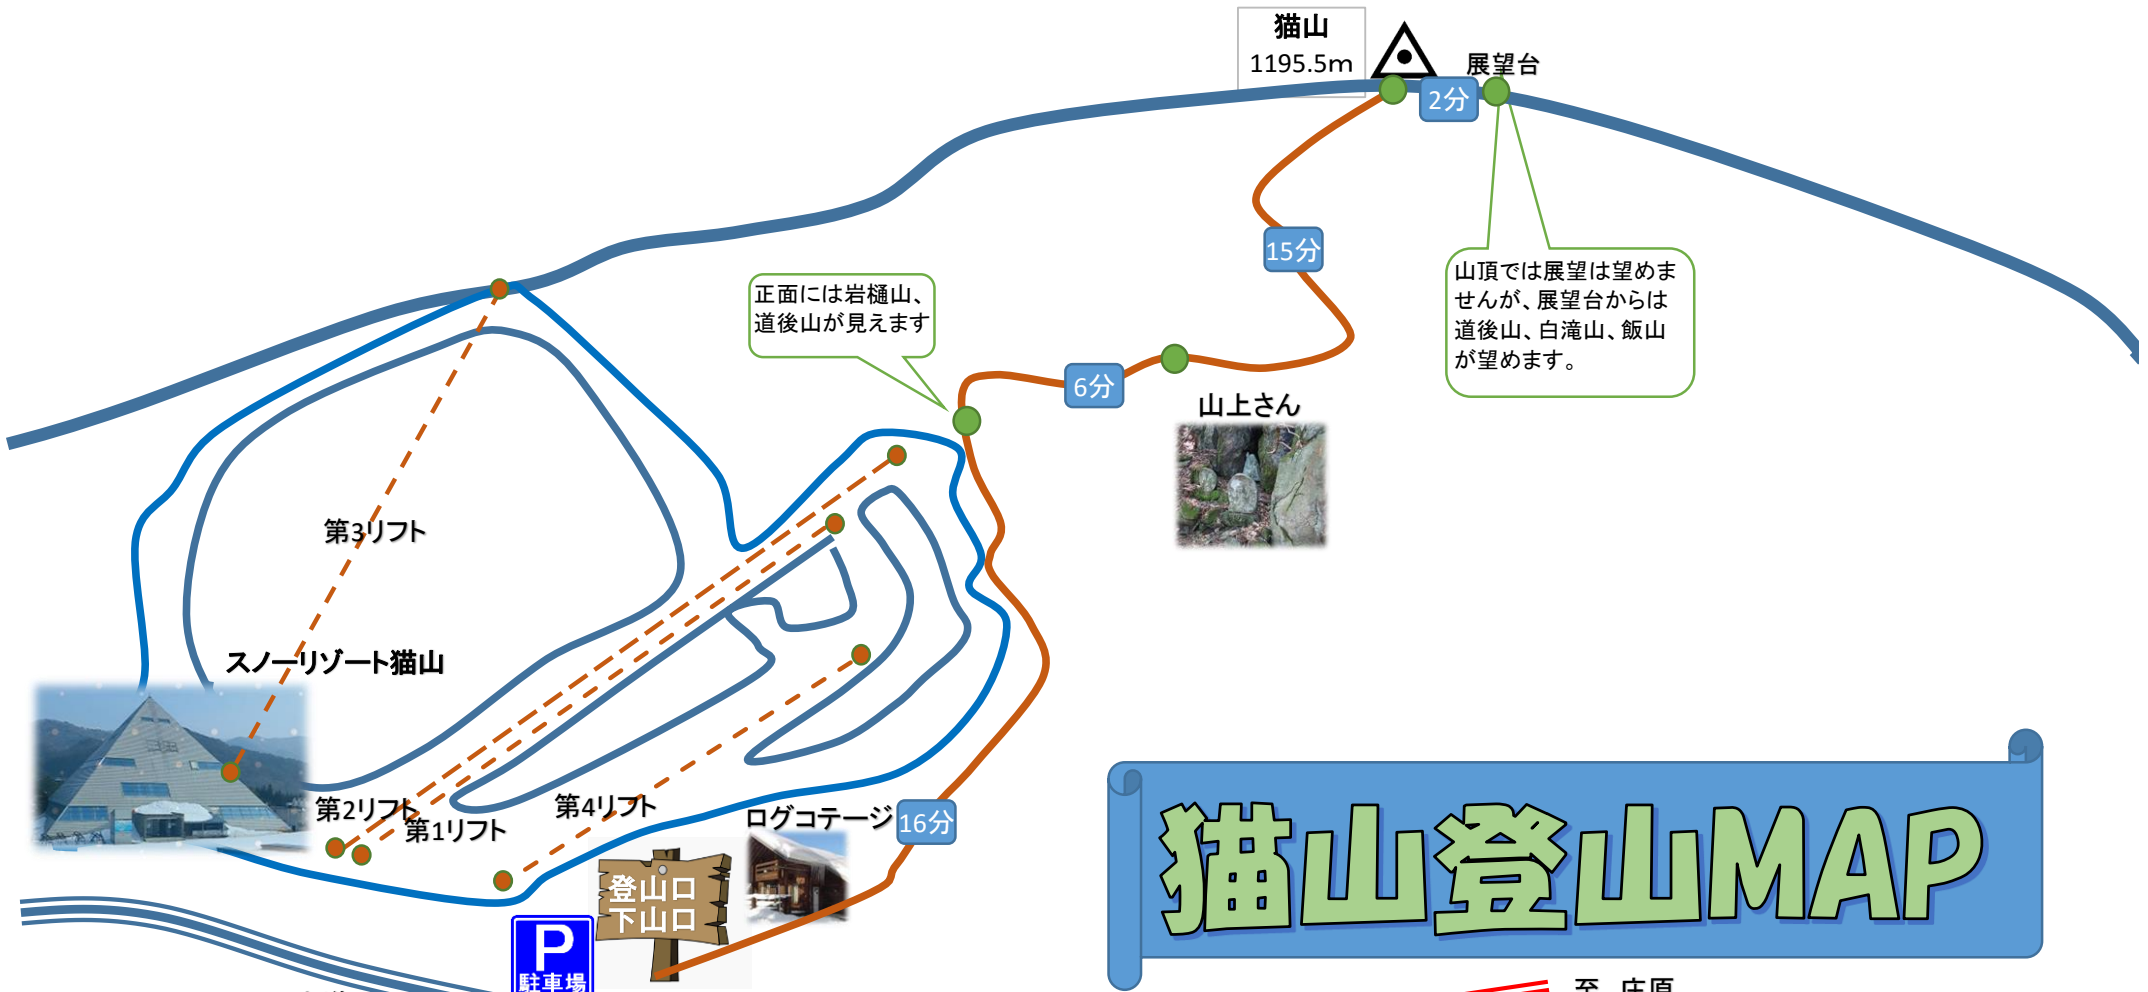 猫山
1195.5m
展望台
2分
15分
正面には岩樋山、
道後山が見えます
山頂では展望は望めま
せんが、展望台からは
道後山、白滝山、飯山
が望めます。
6分
山上さん
第3リフト
スノーリゾート猫山
第2リフト
第1リフト
第4リフト
ログコテージ
16分
登山口
下山口
P
駐車場
猫山登山MAP
至 庄原